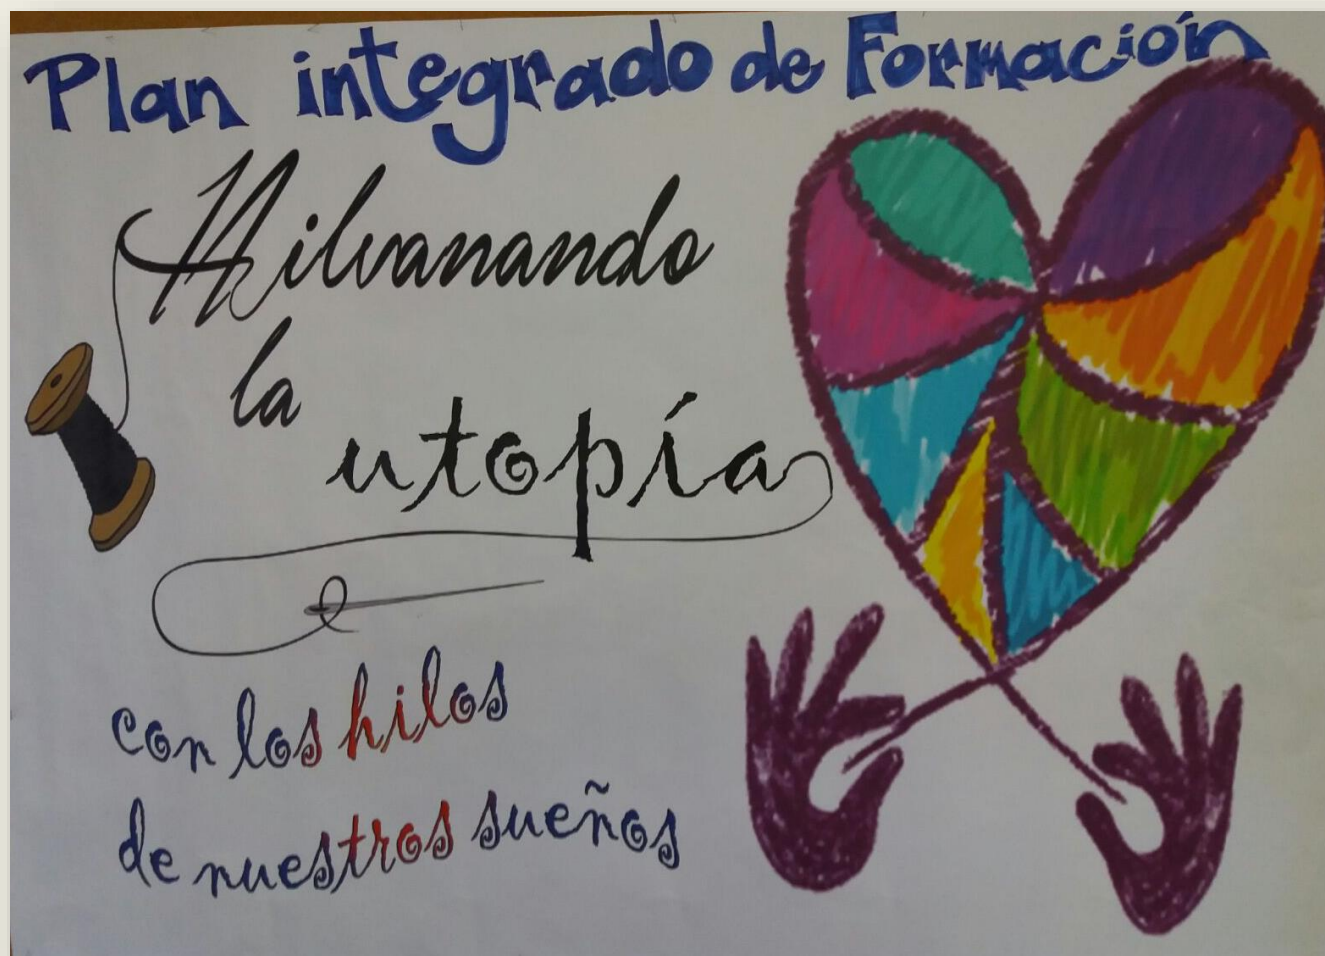 Plan integrado de Formación
Hilvanando
la
utopía
con los hilos
de nuestros sueños